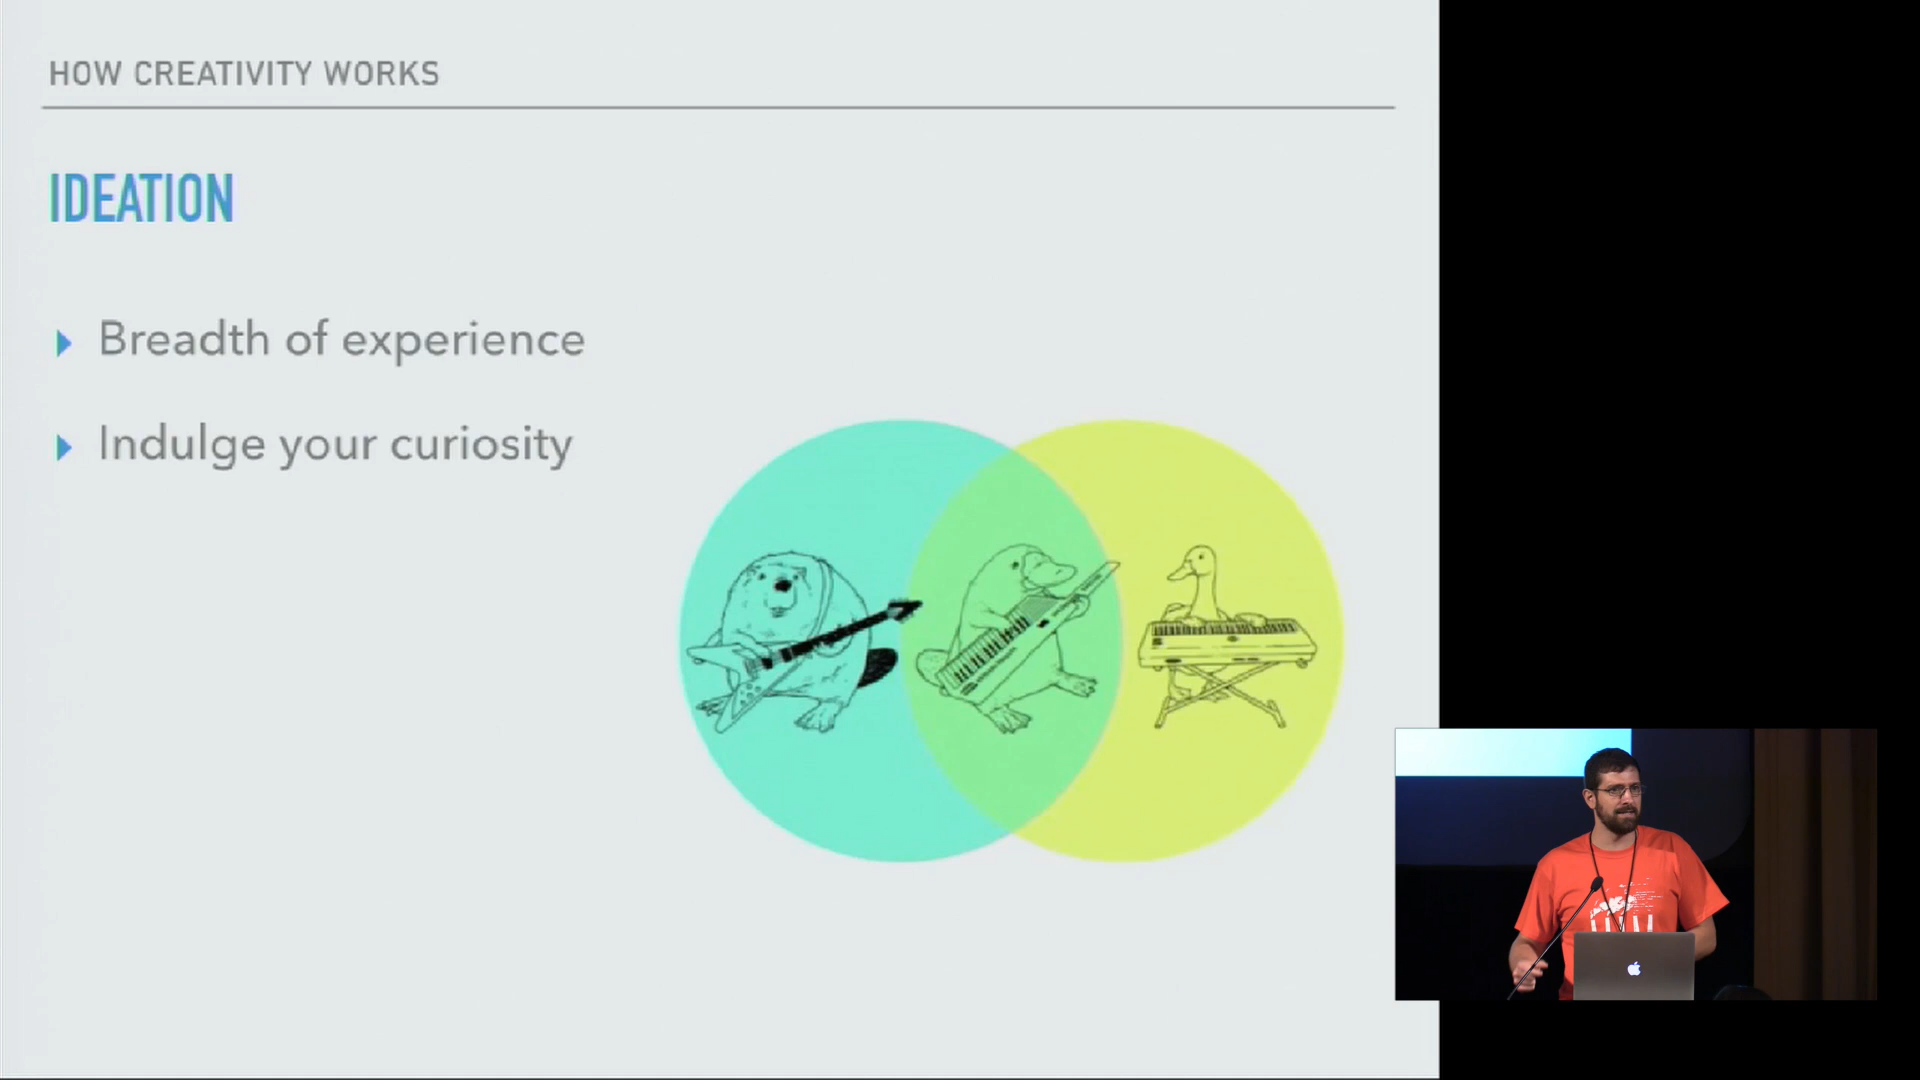 HOW CREATIVITY WORKS
IDEATION
Breadth of experience
Indulge your curiosity